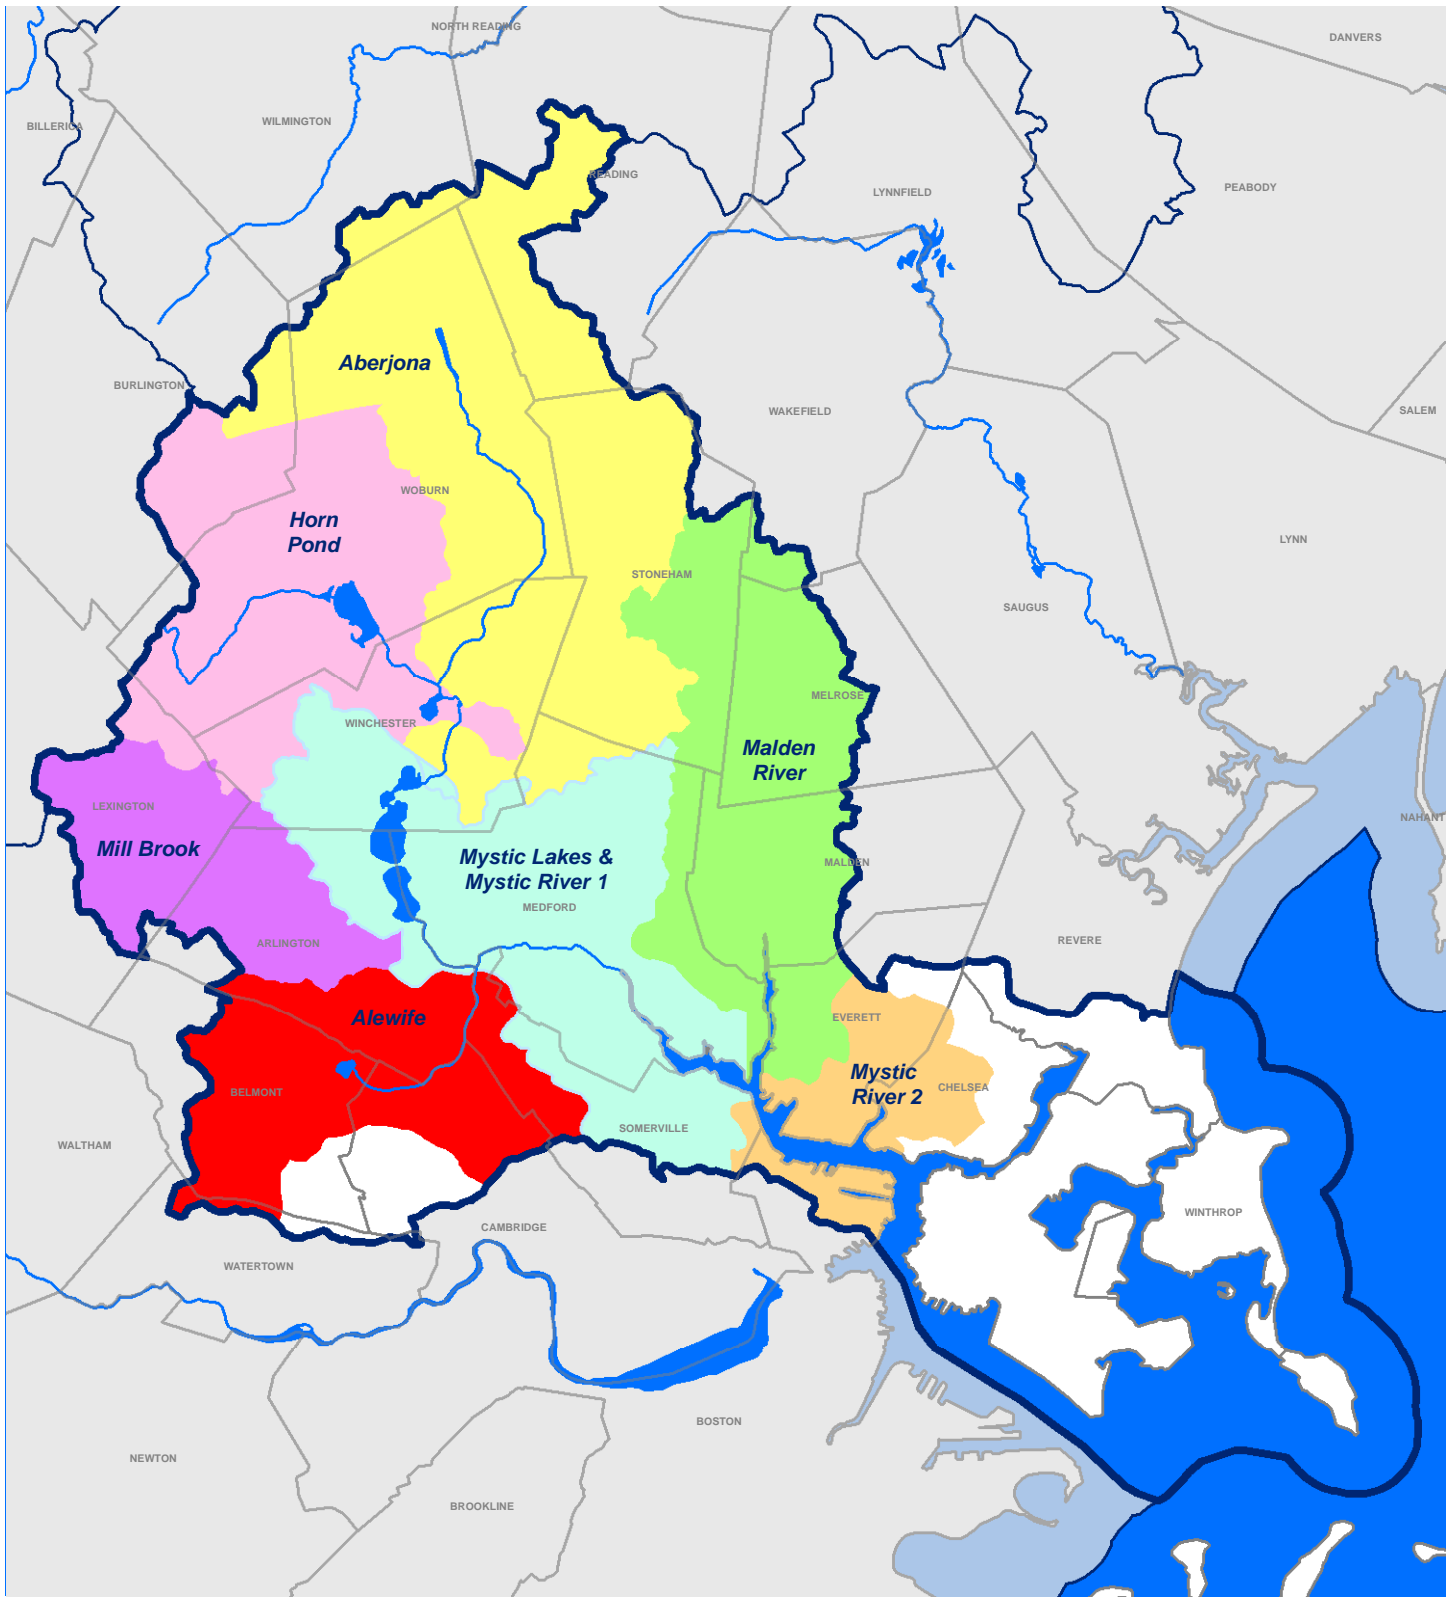 NORTH READING
DANVERS
BILLERICA
WILMINGTON
READING
LYNNFIELD
PEABODY
Aberjona
BURLINGTON
WAKEFIELD
SALEM
WOBURN
Horn
Pond
LYNN
STONEHAM
SAUGUS
MELROSE
WINCHESTER
Malden
River
LEXINGTON
NAHANT
Mill Brook
Mystic Lakes &
Mystic River 1
MALDEN
MEDFORD
ARLINGTON
REVERE
Alewife
EVERETT
Mystic
River 2
CHELSEA
BELMONT
SOMERVILLE
WALTHAM
WINTHROP
CAMBRIDGE
WATERTOWN
BOSTON
NEWTON
BROOKLINE